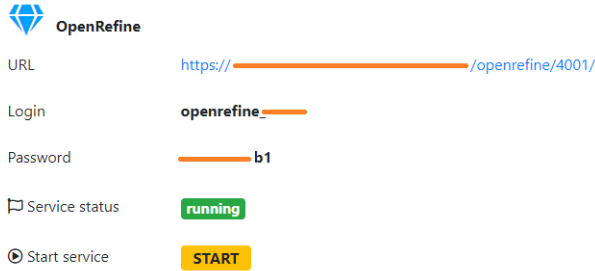 OpenRefine
URL https:// /openrefine/4001/
Login openrefine_
Password b1
Service status running
Start service START